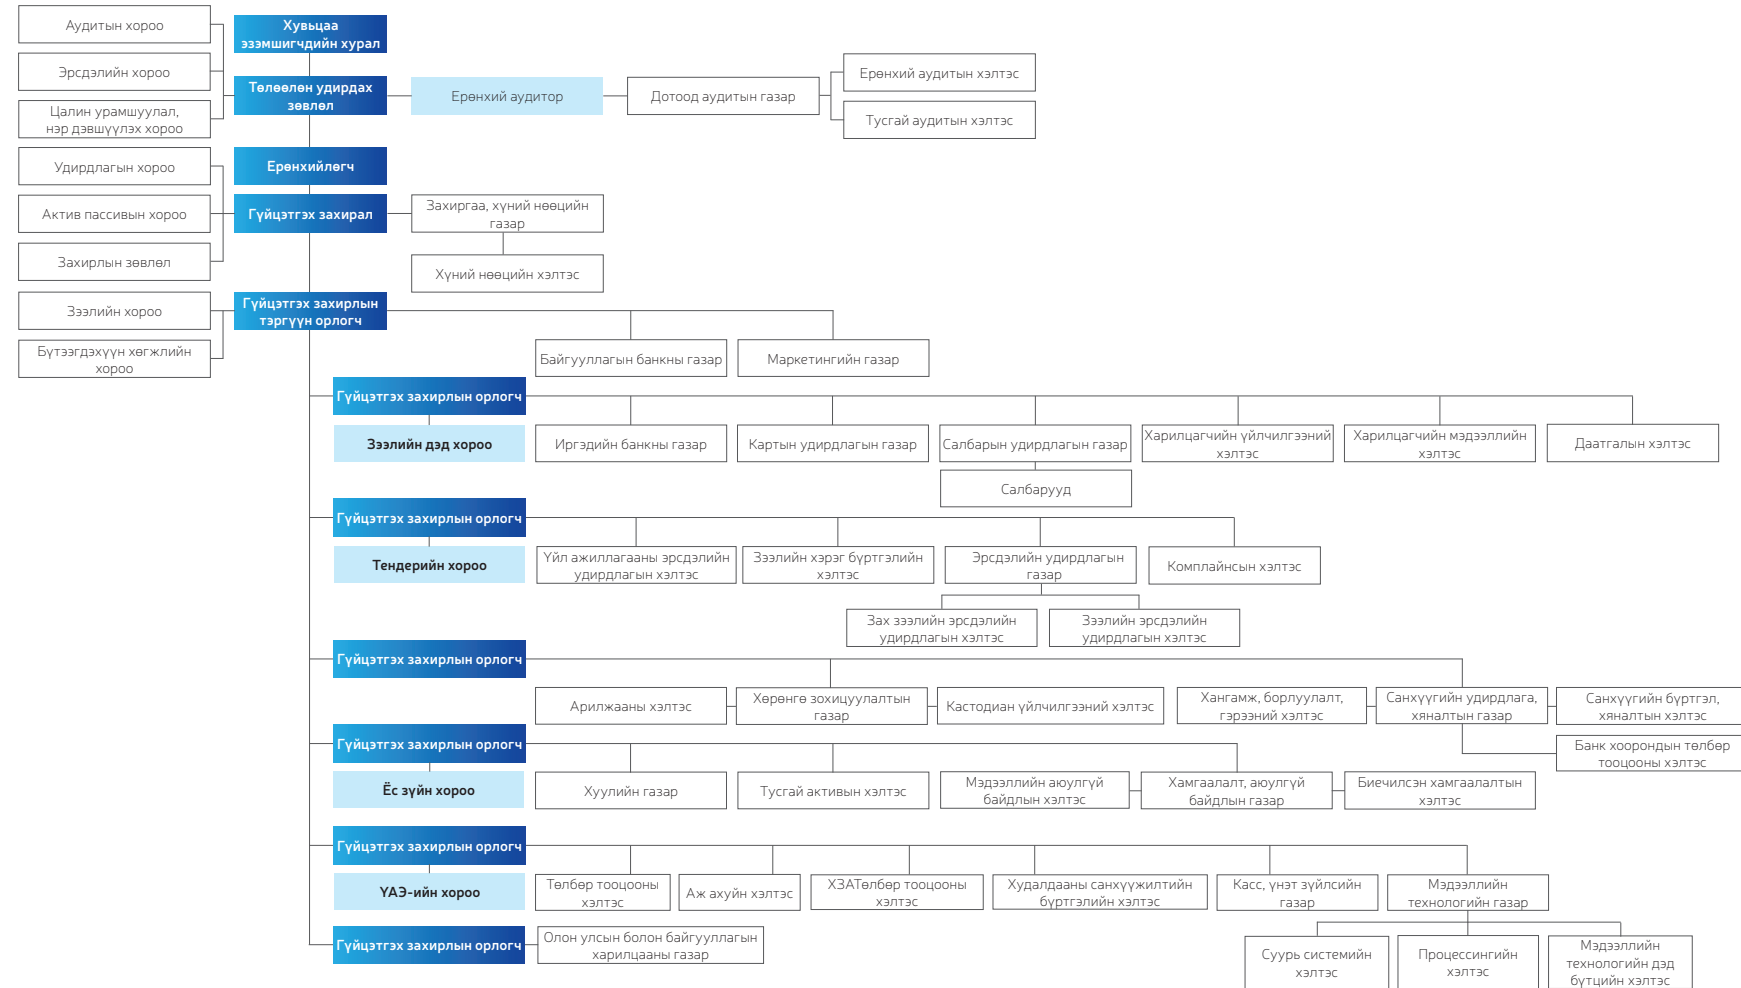 Аудитын хороо
Хувьцаа
эзэмшигчдийн хурал
Эрсдэлийн хороо
Ерөнхий аудитын хэлтэс
Төлөөлөн удирдах
зөвлөл
Ерөнхий аудитор
Дотоод аудитын газар
Цалин урамшуулал,
нэр дэвшүүлэх хороо
Тусгай аудитын хэлтэс
Удирдлагын хороо
Ерөнхийлөгч
Актив пассивын хороо
Гүйцэтгэх захирал
Захиргаа, хүний нөөцийн
газар
Захирлын зөвлөл
Хүний нөөцийн хэлтэс
Зээлийн хороо
Гүйцэтгэх захирлын
тэргүүн орлогч
Бүтээгдэхүүн хөгжлийн
хороо
Байгууллагын банкны газар
Маркетингийн газар
Гүйцэтгэх захирлын орлогч
Зээлийн дэд хороо
Иргэдийн банкны газар
Картын удирдлагын газар
Салбарын удирдлагын газар
Харилцагчийн үйлчилгээний
хэлтэс
Харилцагчийн мэдээллийн
хэлтэс
Даатгалын хэлтэс
Салбарууд
Гүйцэтгэх захирлын орлогч
Тендерийн хороо
Үйл ажиллагааны эрсдэлийн
удирдлагын хэлтэс
Зээлийн хэрэг бүртгэлийн
хэлтэс
Эрсдэлийн удирдлагын
газар
Комплайнсын хэлтэс
Зах зээлийн эрсдэлийн
удирдлагын хэлтэс
Зээлийн эрсдэлийн
удирдлагын хэлтэс
Гүйцэтгэх захирлын орлогч
Арилжааны хэлтэс
Хөрөнгө зохицуулалтын
газар
Кастодиан үйлчилгээний хэлтэс
Хангамж, борлуулалт,
гэрээний хэлтэс
Санхүүгийн удирдлага,
хяналтын газар
Санхүүгийн бүртгэл,
хяналтын хэлтэс
Банк хоорондын төлбөр
тооцооны хэлтэс
Гүйцэтгэх захирлын орлогч
Ёс зүйн хороо
Хуулийн газар
Тусгай активын хэлтэс
Мэдээллийн аюулгүй
байдлын хэлтэс
Хамгаалалт, аюулгүй
байдлын газар
Биечилсэн хамгаалалтын
хэлтэс
Гүйцэтгэх захирлын орлогч
ҮАЭ-ийн хороо
Төлбөр тооцооны
хэлтэс
Аж ахуйн хэлтэс
ХЗАТөлбөр тооцооны
хэлтэс
Худалдааны санхүүжилтийн
бүртгэлийн хэлтэс
Касс, үнэт зүйлсийн
газар
Мэдээллийн
технологийн газар
Гүйцэтгэх захирлын орлогч
Олон улсын болон байгууллагын
харилцааны газар
Суурь системийн
хэлтэс
Процессингийн
хэлтэс
Мэдээллийн
технологийн дэд
бүтцийн хэлтэс